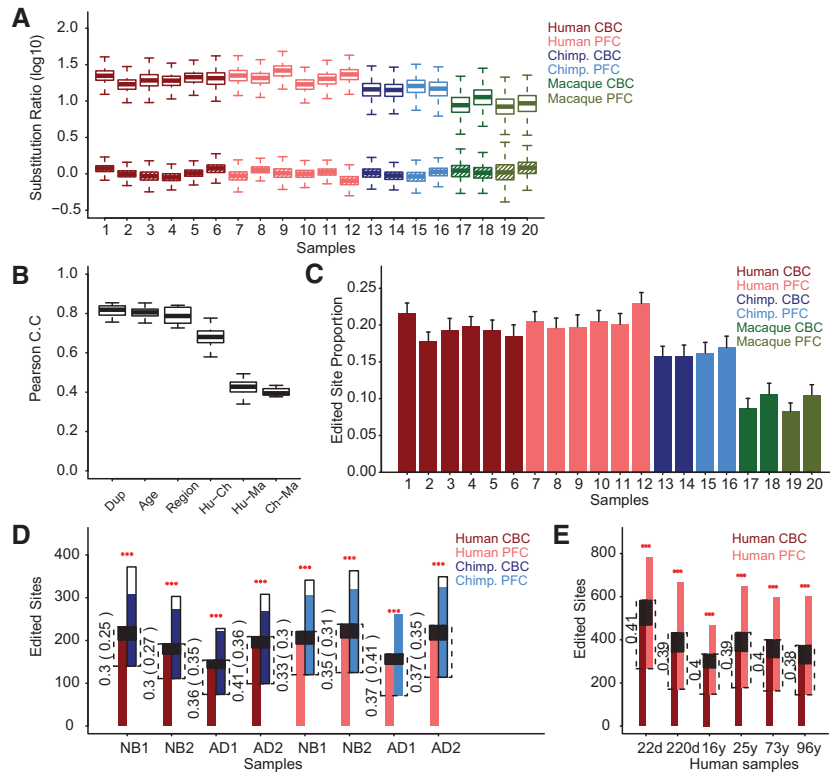 A
Substitution Ratio (log10)
2.0
1.5
1.0
0.5
0.0
−0.5
1 2 3 4 5 6 7 8 9 10 11 12 13 14 15 16 17 18 19 20
Samples
Human CBC
Human PFC
Chimp. CBC
Chimp. PFC
Macaque CBC
Macaque PFC
B
Pearson C.C
1.0
0.8
0.6
0.4
0.2
0.0
Dup Age Region Hu−Ch Hu−Ma Ch−Ma
C
Edited Site Proportion
0.25
0.20
0.15
0.10
0.05
0.00
1 2 3 4 5 6 7 8 9 10 11 12 13 14 15 16 17 18 19 20
Samples
Human CBC
Human PFC
Chimp. CBC
Chimp. PFC
Macaque CBC
Macaque PFC
D
Edited Sites
400
300
200
100
0
0.3 ( 0.25 )
0.3 ( 0.27 )
0.36 ( 0.35 )
0.41 ( 0.36 )
0.33 ( 0.3 )
0.35 ( 0.31 )
0.37 ( 0.41 )
0.37 ( 0.35 )
NB1 NB2 AD1 AD2 NB1 NB2 AD1 AD2
Samples
Human CBC
Human PFC
Chimp. CBC
Chimp. PFC
E
Edited Sites
800
600
400
200
0
0.41
0.39
0.4
0.39
0.4
0.38
22d 220d 16y 25y 73y 96y
Human samples
Human CBC
Human PFC